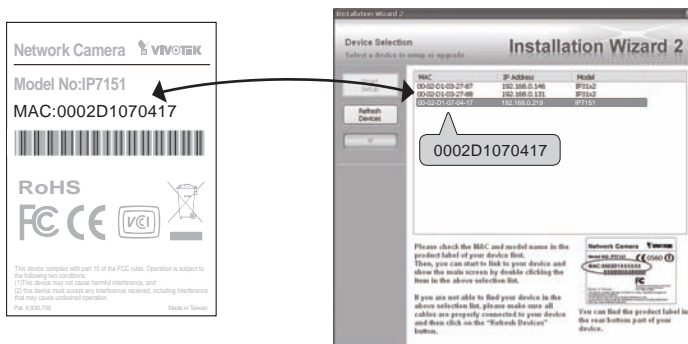 Network Camera VIVOTEK
Model No:IP7151
MAC:0002D1070417
RoHS
FC CE VCI
This device complies with part 15 of the FCC rules. Operation is subject to
the following two conditions:
(1)This device may not cause harmful interference, and
(2) this device must accept any interference received, including interference
that may cause undesired operation.
Pat. 6,930,709 Made in Taiwan
Installation Wizard 2
Device Selection
Select a device to setup or upgrade
Installation Wizard 2
Refresh
Devices
MAC IP Address Model
00-02-D1-03-27-87 192.168.0.146 IP31x2
00-02-D1-03-27-88 192.168.0.131 IP31x2
00-02-D1-07-04-17 192.168.0.219 IP7151
0002D1070417
Please check the MAC and model name in the
product label of your device first.
Then, you can start to link to your device and
show the main screen by double clicking the
item in the above selection list.
If you are not able to find your device in the
above selection list, please make sure all
cables are properly connected to your device
and then click on the "Refresh Devices"
button.
Network Camera VIVOTEK
CE 0560
FC
You can find the product label in
the rear/bottom part of your
device.